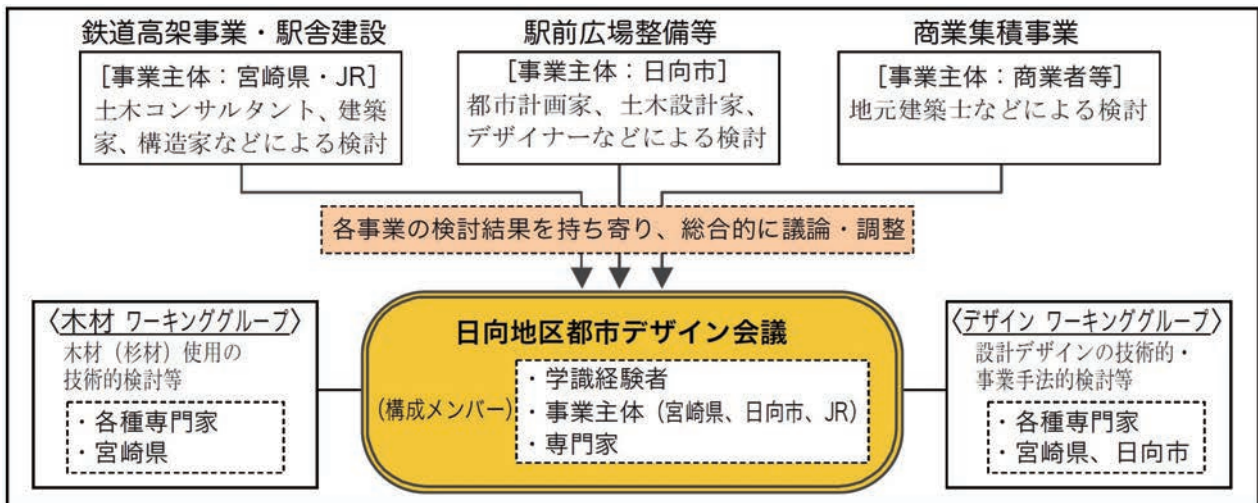 鉄道高架事業・駅舎建設
[事業主体：宮崎県・JR]
土木コンサルタント、建築
家、構造家などによる検討
駅前広場整備等
[事業主体：日向市]
都市計画家、土木設計家、
デザイナーなどによる検討
商業集積事業
[事業主体：商業者等]
地元建築士などによる検討
各事業の検討結果を持ち寄り、総合的に議論・調整
〈木材 ワーキンググループ〉
木材（杉材）使用の
技術的検討等
・各種専門家
・宮崎県
日向地区都市デザイン会議
(構成メンバー)
・学識経験者
・事業主体（宮崎県、日向市、JR）
・専門家
〈デザイン ワーキンググループ〉
設計デザインの技術的・
事業手法的検討等
・各種専門家
・宮崎県、日向市